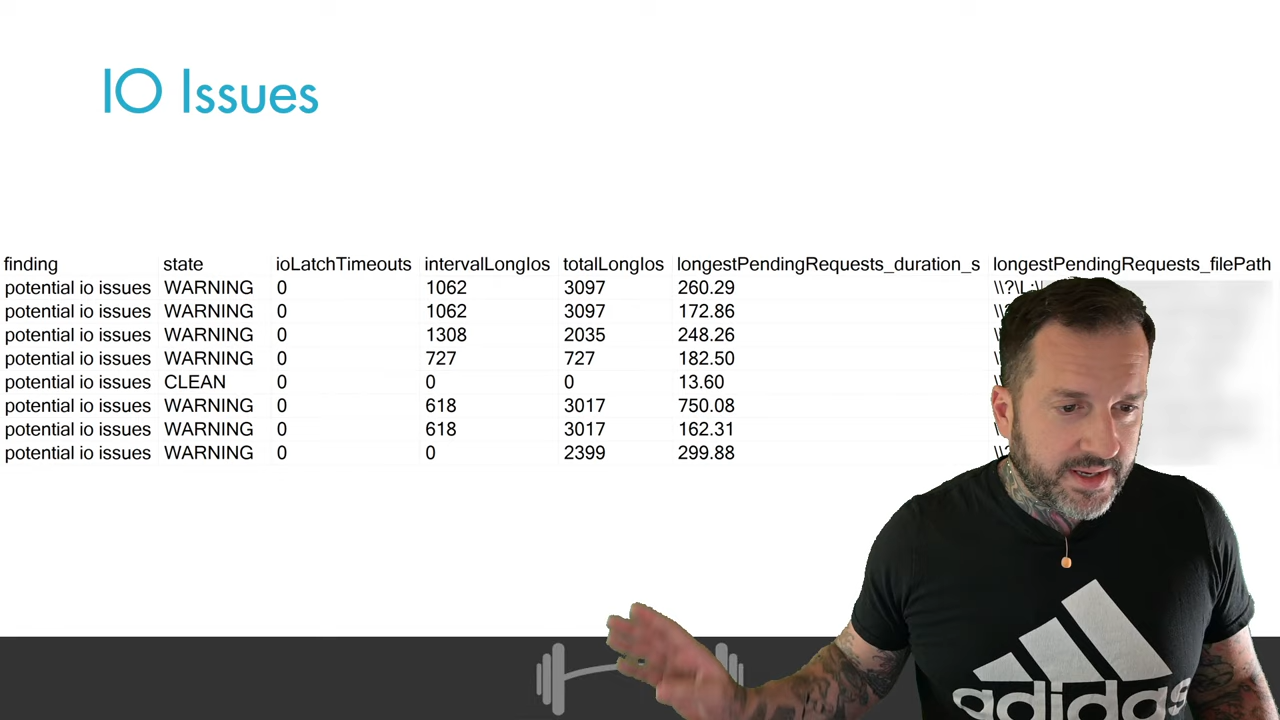 IO Issues
finding state ioLatchTimeouts intervalLongIos totalLongIos longestPendingRequests_duration_s longestPendingRequests_filePath
potential io issues WARNING 0 1062 3097 260.29 \\?\L:\
potential io issues WARNING 0 1062 3097 172.86
potential io issues WARNING 0 1308 2035 248.26
potential io issues WARNING 0 727 727 182.50
potential io issues CLEAN 0 0 0 13.60
potential io issues WARNING 0 618 3017 750.08
potential io issues WARNING 0 618 3017 162.31
potential io issues WARNING 0 0 2399 299.88
adidas